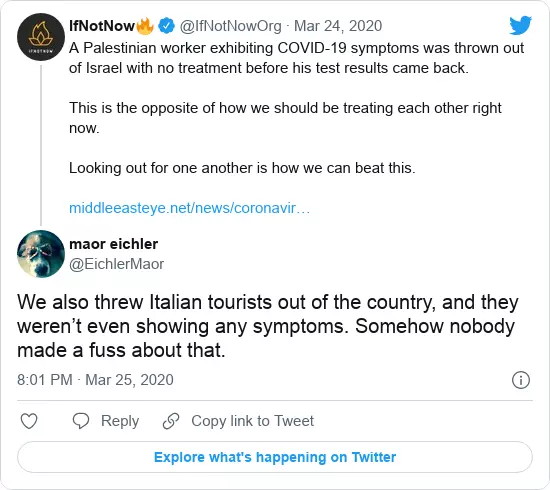 IfNotNow🔥 @IfNotNowOrg · Mar 24, 2020
A Palestinian worker exhibiting COVID-19 symptoms was thrown out
of Israel with no treatment before his test results came back.
This is the opposite of how we should be treating each other right
now.
Looking out for one another is how we can beat this.
middleeasteye.net/news/coronavir…
IFNOTNOW
maor eichler
@EichlerMaor
We also threw Italian tourists out of the country, and they
weren’t even showing any symptoms. Somehow nobody
made a fuss about that.
8:01 PM · Mar 25, 2020
Reply Copy link to Tweet
Explore what's happening on Twitter